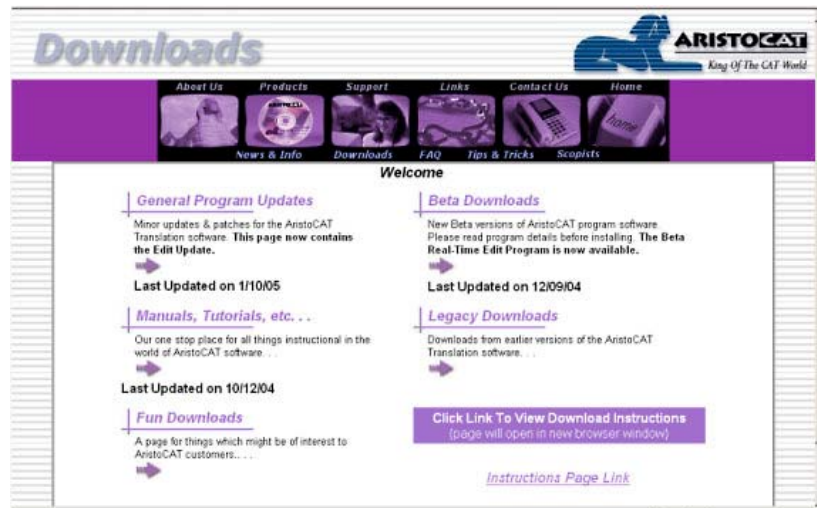 Downloads
ARISTOCAT
King Of The CAT World
About Us Products Support Links Contact Us Home
ARISTOCAT
home
News & Info Downloads FAQ Tips & Tricks Scopists
Welcome
General Program Updates
Minor updates & patches for the AristoCAT
Translation software. This page now contains
the Edit Update.
Last Updated on 1/10/05
Beta Downloads
New Beta versions of AristoCAT program software.
Please read program details before installing. The Beta
Real-Time Edit Program is now available.
Last Updated on 12/09/04
Manuals, Tutorials, etc. . .
Our one stop place for all things instructional in the
world of AristoCAT software. . .
Last Updated on 10/12/04
Legacy Downloads
Downloads from earlier versions of the AristoCAT
Translation software. . .
Fun Downloads
A page for things which might be of interest to
AristoCAT customers.. . .
Click Link To View Download Instructions
(page will open in new browser window)
Instructions Page Link